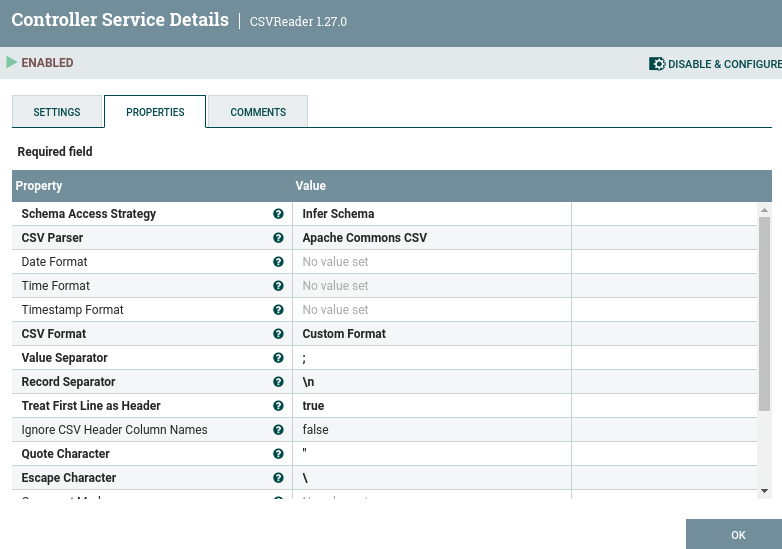 Controller Service Details | CSVReader 1.27.0
ENABLED
DISABLE & CONFIGURE
SETTINGS
PROPERTIES
COMMENTS
Required field
Property Value
Schema Access Strategy Infer Schema
CSV Parser Apache Commons CSV
Date Format No value set
Time Format No value set
Timestamp Format No value set
CSV Format Custom Format
Value Separator ;
Record Separator \n
Treat First Line as Header true
Ignore CSV Header Column Names false
Quote Character "
Escape Character \
OK